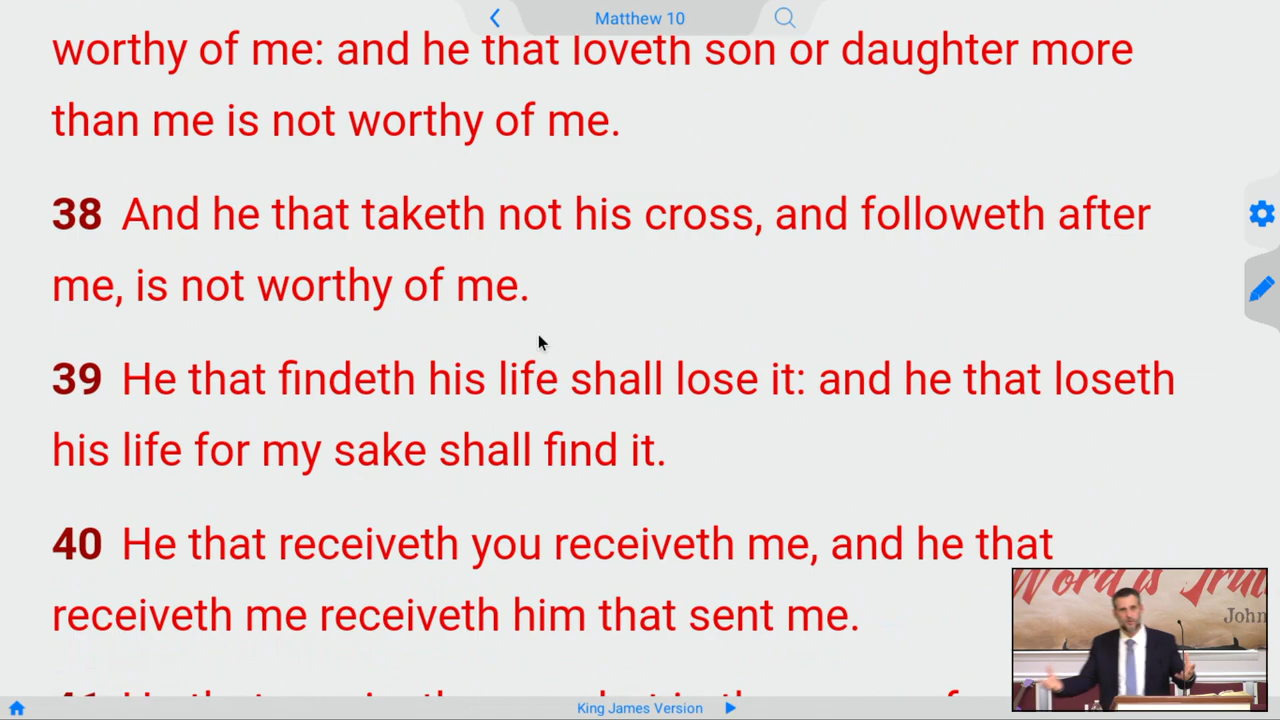 Matthew 10
worthy of me: and he that loveth son or daughter more
than me is not worthy of me.
38 And he that taketh not his cross, and followeth after
me, is not worthy of me.
39 He that findeth his life shall lose it: and he that loseth
his life for my sake shall find it.
40 He that receiveth you receiveth me, and he that
receiveth me receiveth him that sent me.
Word is
John
King James Version